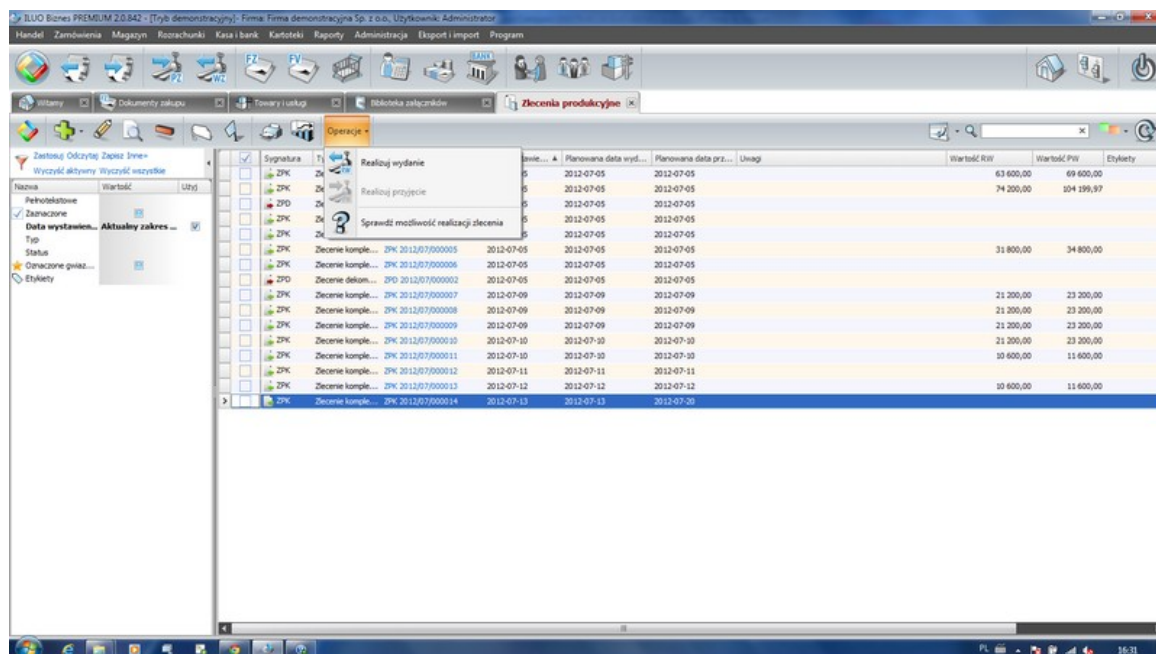 ILUO Biznes PREMIUM 2.0.842 - [Tryb demonstracyjny]- Firma: Firma demonstracyjna Sp. z o.o., Użytkownik: Administrator
Handel Zamówienia Magazyn Rozrachunki Kasa i bank Kartoteki Raporty Administracja Eksport i import Program
PZ WZ FZ FV BANK
Witamy Dokumenty zakupu Towary i usługi Biblioteka załączników Zlecenia produkcyjne
Operacje
Zastosuj Odczytaj Zapisz Inne
Wyczyść aktywny Wyczyść wszystkie
Nazwa Wartość Użyj
Pełnotekstowe
Zaznaczone
Data wystawien... Aktualny zakres ...
Typ
Status
Oznaczone gwiaz...
Etykiety
Sygnatura Planowana data wyd... Planowana data prz... Uwagi Wartość RW Wartość PW Etykiety
Realizuj wydanie
Realizuj przyjęcie
Sprawdź możliwość realizacji zlecenia
ZPK 2012-07-05 2012-07-05 63 600,00 69 600,00
ZPK 2012-07-05 2012-07-05 74 200,00 104 199,97
ZPD 2012-07-05 2012-07-05
ZPK 2012-07-05 2012-07-05
ZPK 2012-07-05 2012-07-05
ZPK Zlecenie komple... ZPK 2012/07/000005 2012-07-05 2012-07-05 2012-07-05 31 800,00 34 800,00
ZPK Zlecenie komple... ZPK 2012/07/000006 2012-07-05 2012-07-05 2012-07-05
ZPD Zlecenie dekom... ZPD 2012/07/000002 2012-07-05 2012-07-05 2012-07-05
ZPK Zlecenie komple... ZPK 2012/07/000007 2012-07-09 2012-07-09 2012-07-09 21 200,00 23 200,00
ZPK Zlecenie komple... ZPK 2012/07/000008 2012-07-09 2012-07-09 2012-07-09 21 200,00 23 200,00
ZPK Zlecenie komple... ZPK 2012/07/000009 2012-07-09 2012-07-09 2012-07-09 21 200,00 23 200,00
ZPK Zlecenie komple... ZPK 2012/07/000010 2012-07-10 2012-07-10 2012-07-10 21 200,00 23 200,00
ZPK Zlecenie komple... ZPK 2012/07/000011 2012-07-10 2012-07-10 2012-07-10 10 600,00 11 600,00
ZPK Zlecenie komple... ZPK 2012/07/000012 2012-07-11 2012-07-11 2012-07-11
ZPK Zlecenie komple... ZPK 2012/07/000013 2012-07-12 2012-07-12 2012-07-12 10 600,00 11 600,00
ZPK Zlecenie komple... ZPK 2012/07/000014 2012-07-13 2012-07-13 2012-07-20
PL 16:31